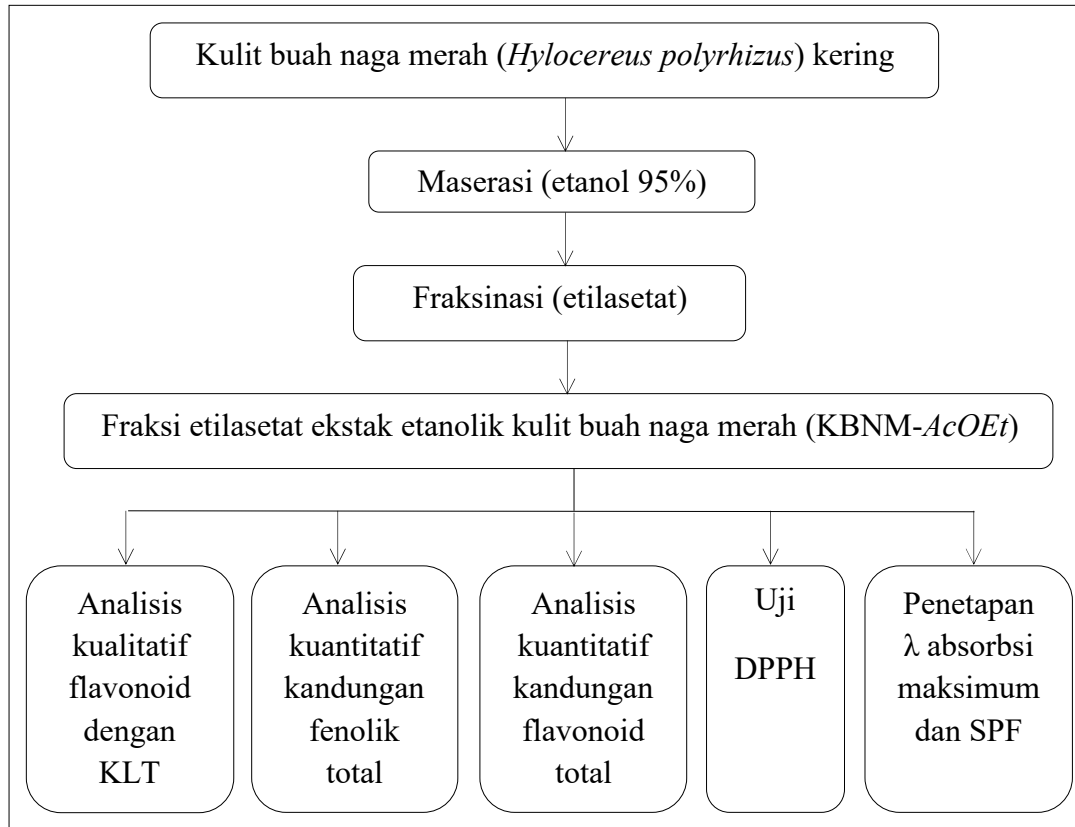 Kulit buah naga merah (Hylocereus polyrhizus) kering
Maserasi (etanol 95%)
Fraksinasi (etilasetat)
Fraksi etilasetat ekstak etanolik kulit buah naga merah (KBNM-AcOEt)
Analisis
kualitatif
flavonoid
dengan
KLT
Analisis
kuantitatif
kandungan
fenolik
total
Analisis
kuantitatif
kandungan
flavonoid
total
Uji
DPPH
Penetapan
λ absorbsi
maksimum
dan SPF